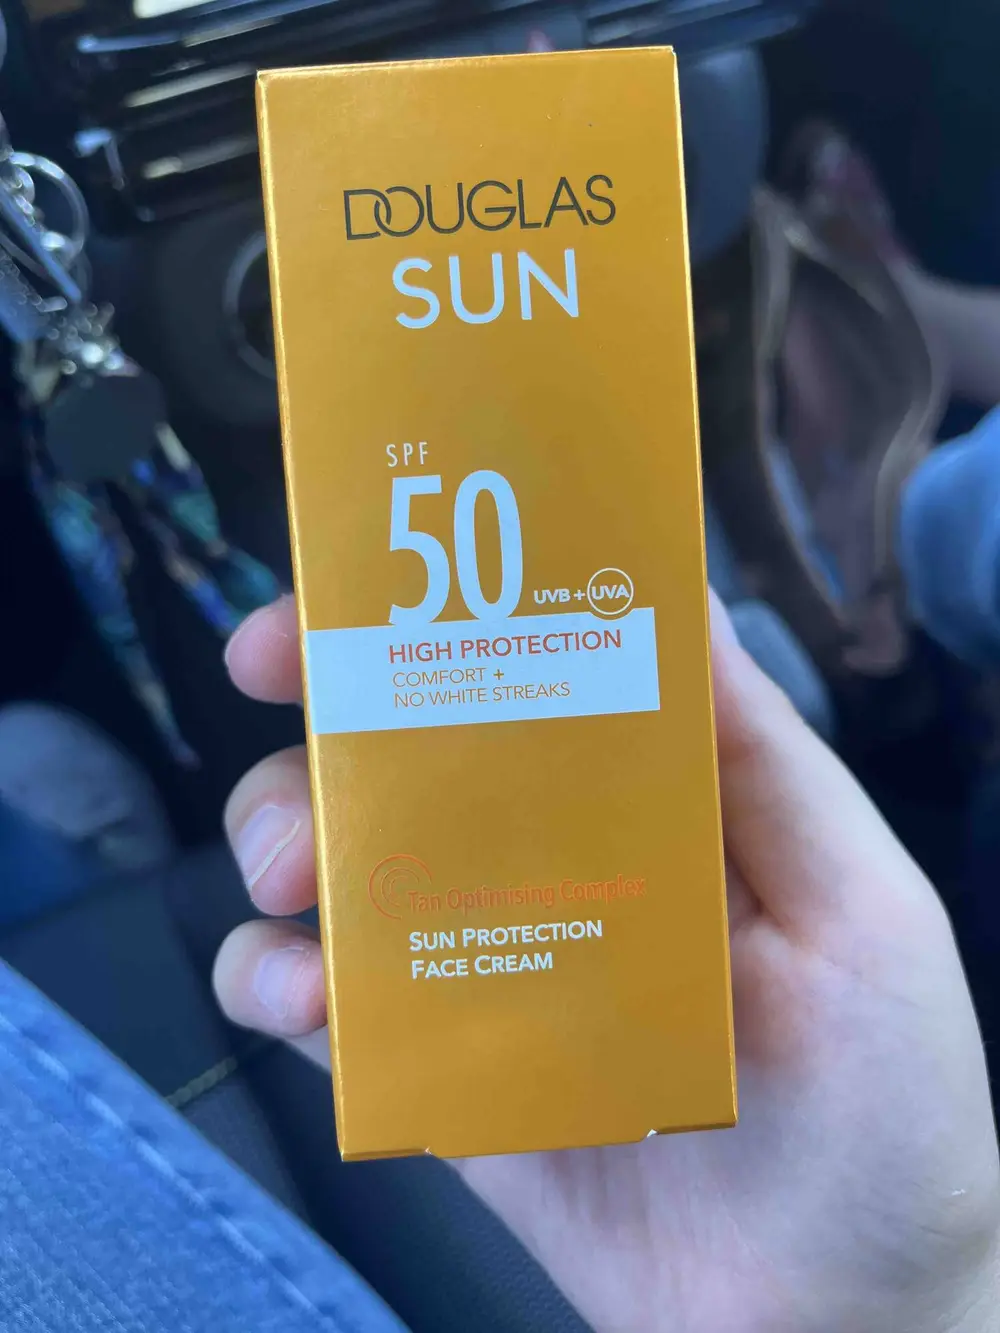 DOUGLAS
SUN
SPF
50
UVB + UVA
HIGH PROTECTION
COMFORT +
NO WHITE STREAKS
Tan Optimising Complex
SUN PROTECTION
FACE CREAM